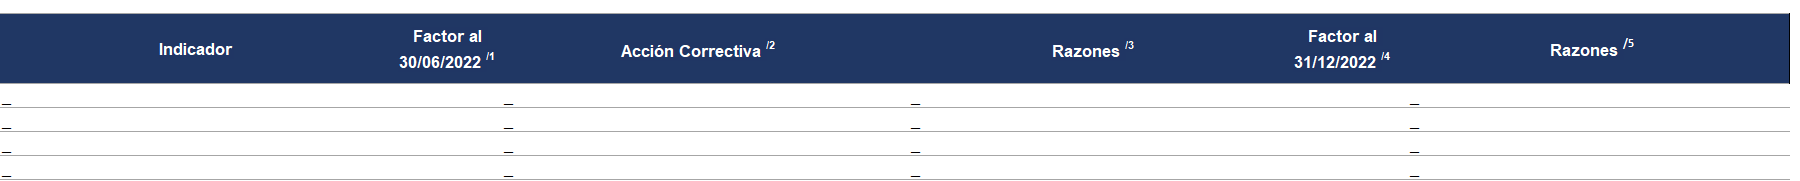 Indicador
Factor al
30/06/2022 /1
Acción Correctiva /2
Razones /3
Factor al
31/12/2022 /4
Razones /5
_ _ _ _
_ _ _ _
_ _ _ _
_ _ _ _